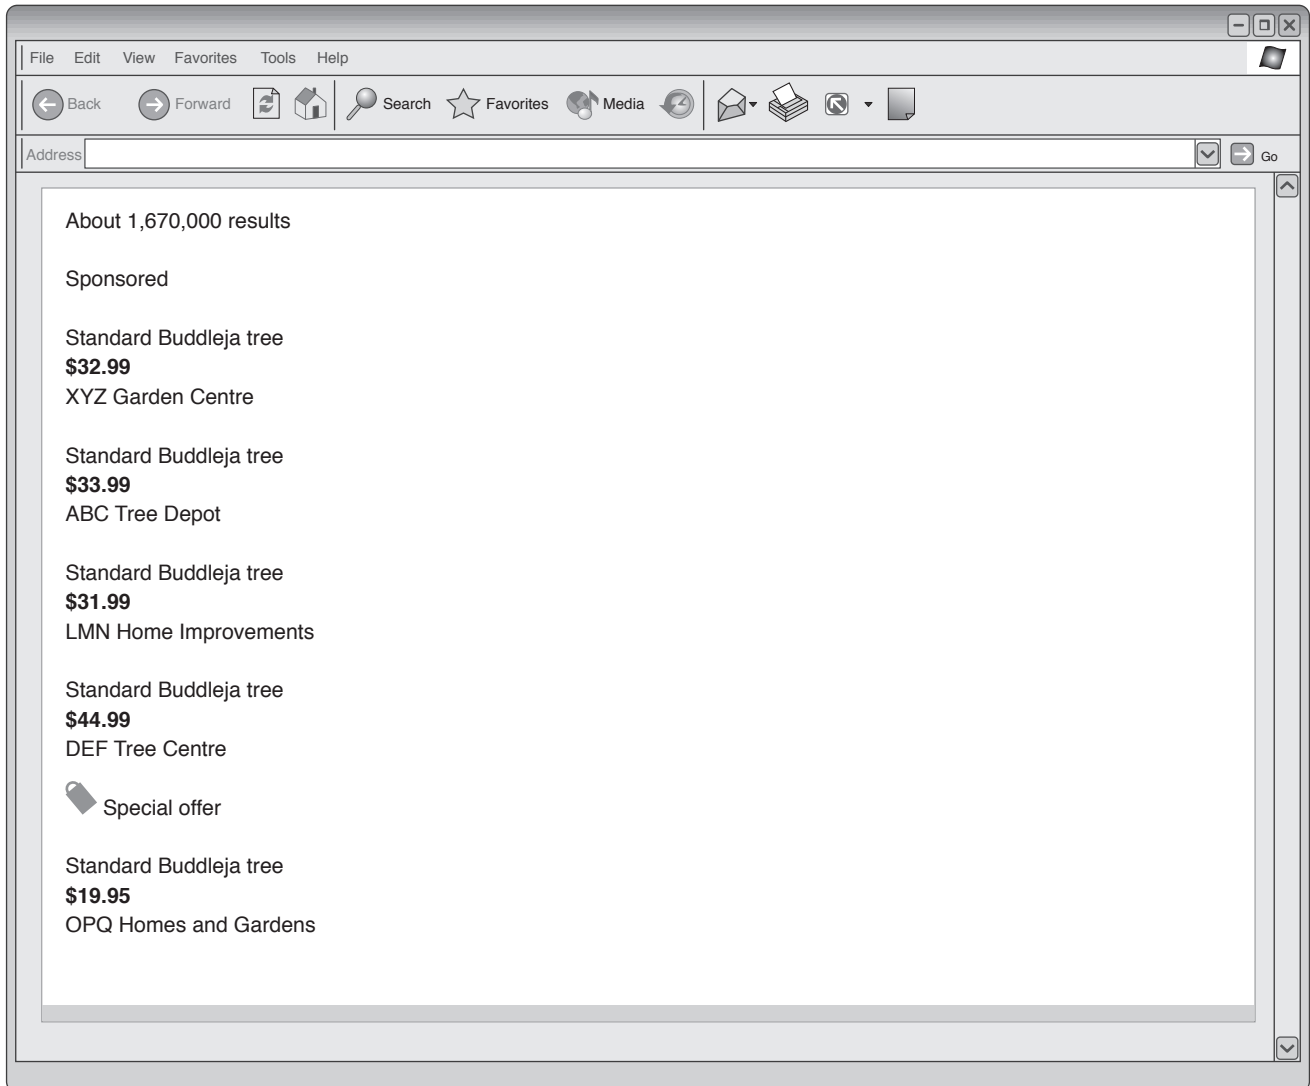 File Edit View Favorites Tools Help
Back Forward Search Favorites Media
Address Go
About 1,670,000 results
Sponsored
Standard Buddleja tree
$32.99
XYZ Garden Centre
Standard Buddleja tree
$33.99
ABC Tree Depot
Standard Buddleja tree
$31.99
LMN Home Improvements
Standard Buddleja tree
$44.99
DEF Tree Centre
Special offer
Standard Buddleja tree
$19.95
OPQ Homes and Gardens